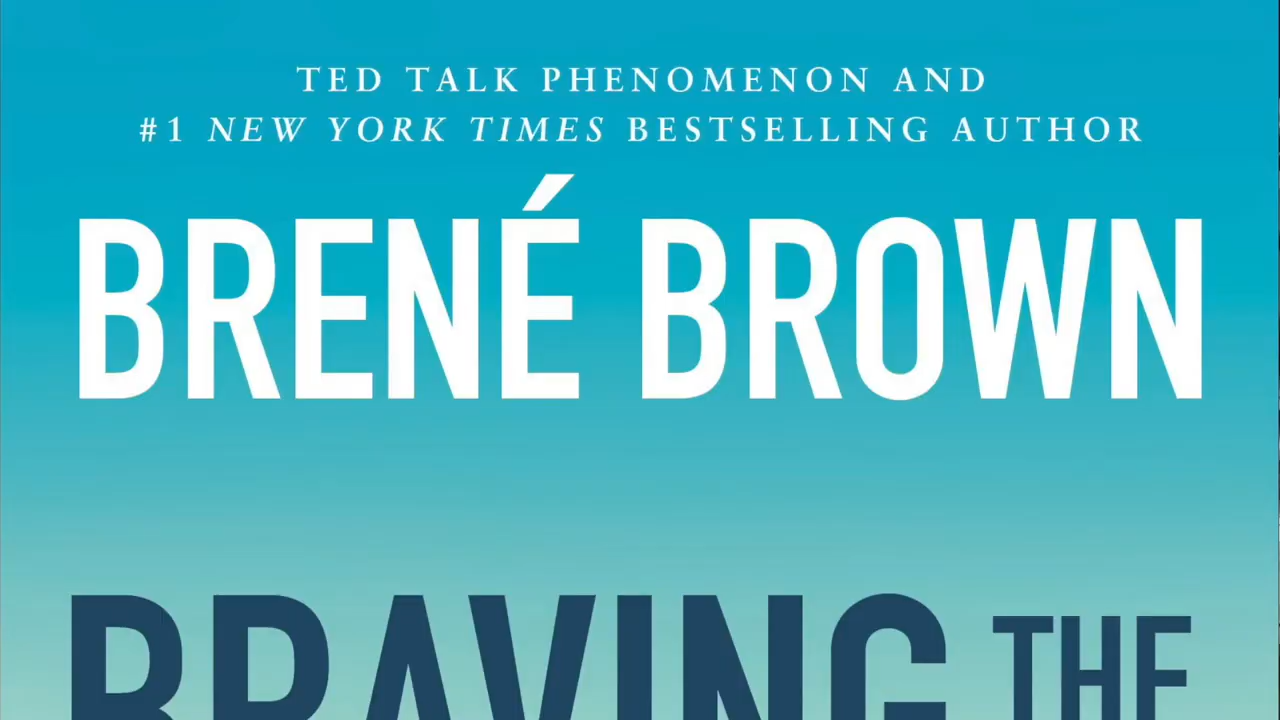 TED TALK PHENOMENON AND
#1 NEW YORK TIMES BESTSELLING AUTHOR
BRENÉ BROWN
BRAVING THE